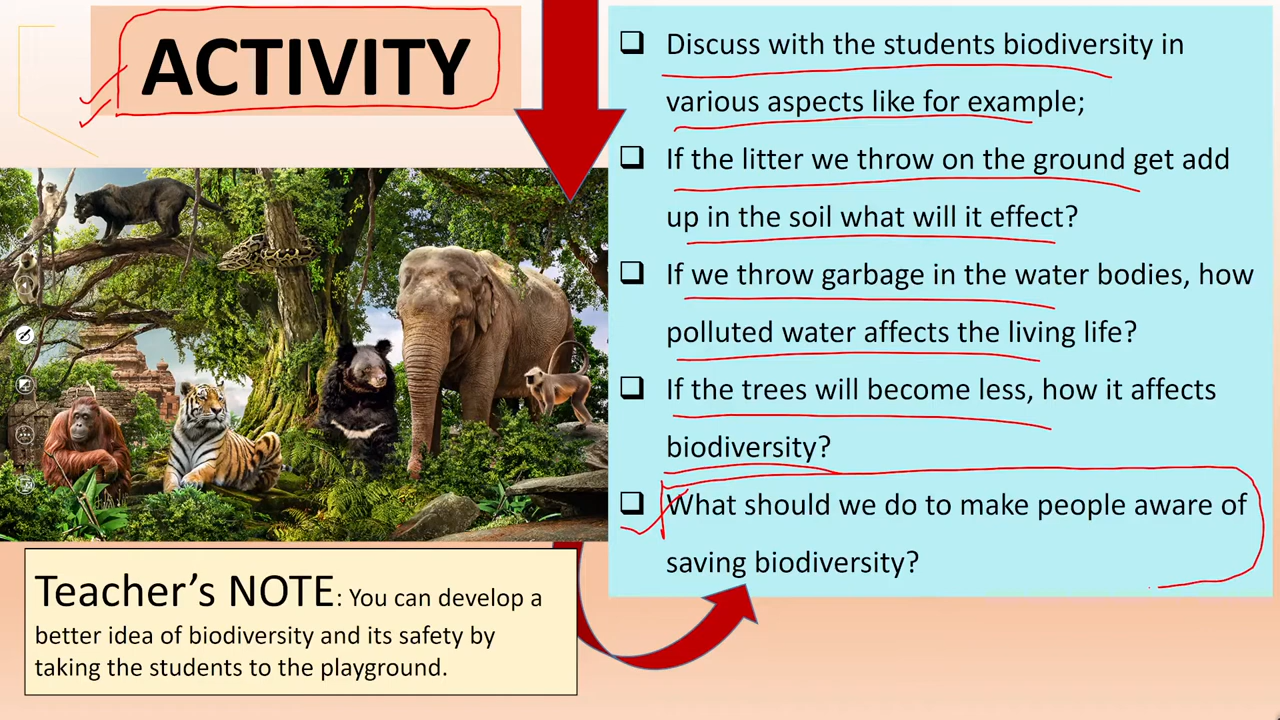 ACTIVITY
❑ Discuss with the students biodiversity in
various aspects like for example;
❑ If the litter we throw on the ground get add
up in the soil what will it effect?
❑ If we throw garbage in the water bodies, how
polluted water affects the living life?
❑ If the trees will become less, how it affects
biodiversity?
❑ What should we do to make people aware of
saving biodiversity?
Teacher’s NOTE: You can develop a
better idea of biodiversity and its safety by
taking the students to the playground.